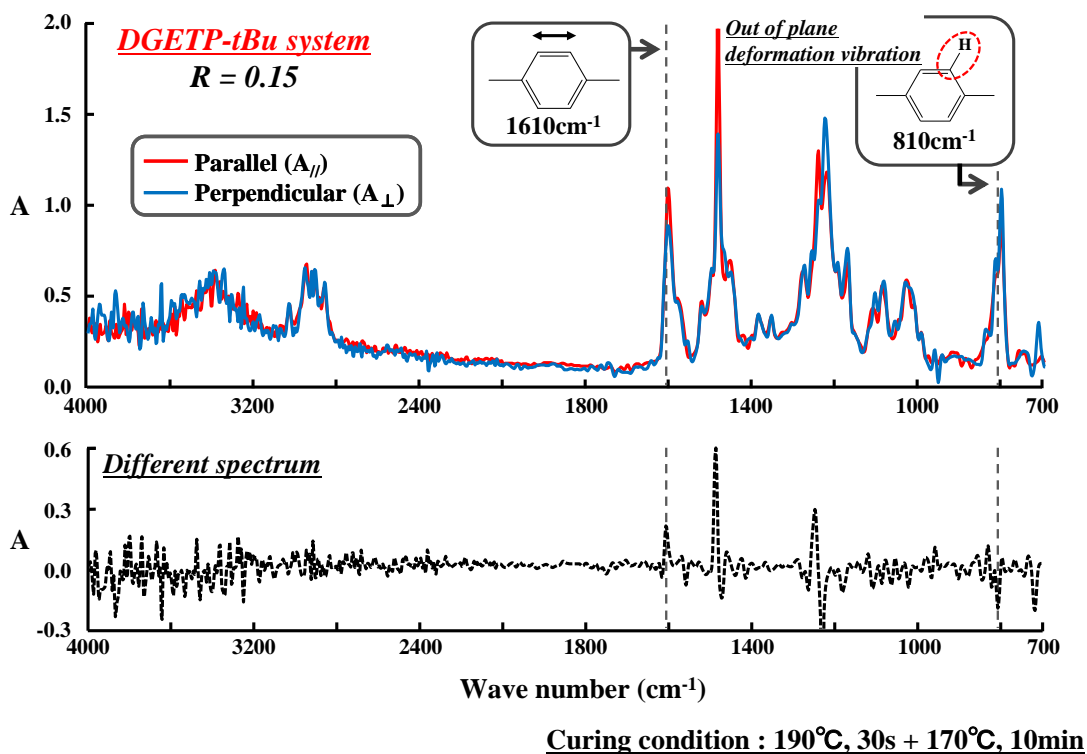 DGETP-tBu system
R = 0.15
1610cm-1
Out of plane
deformation vibration
H
810cm-1
Parallel (A//)
Perpendicular (A⊥)
A
2.0
1.5
1.0
0.5
0.0
4000 3200 2400 1800 1400 1000 700
Different spectrum
A
0.6
0.3
0.0
-0.3
4000 3200 2400 1800 1400 1000 700
Wave number (cm-1)
Curing condition : 190℃, 30s + 170℃, 10min